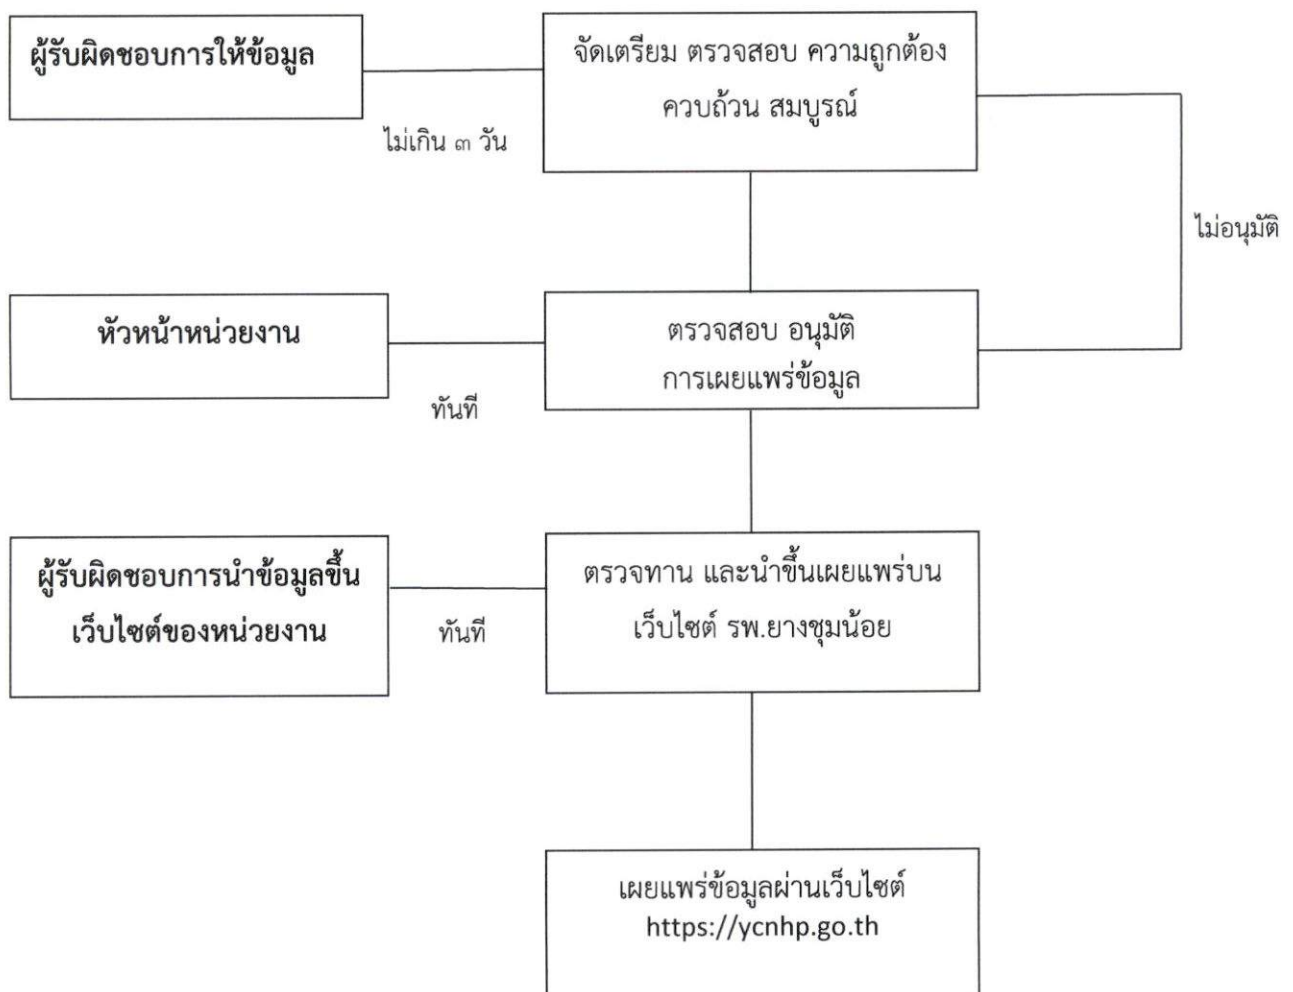 ผู้รับผิดชอบการให้ข้อมูล
จัดเตรียม ตรวจสอบ ความถูกต้อง
ควบถ้วน สมบูรณ์
ไม่เกิน ๓ วัน
ไม่อนุมัติ
หัวหน้าหน่วยงาน
ตรวจสอบ อนุมัติ
การเผยแพร่ข้อมูล
ทันที
ผู้รับผิดชอบการนำข้อมูลขึ้น
เว็บไซต์ของหน่วยงาน
ตรวจทาน และนำขึ้นเผยแพร่บน
เว็บไซต์ รพ.ยางชุมน้อย
ทันที
เผยแพร่ข้อมูลผ่านเว็บไซต์
https://ycnhp.go.th